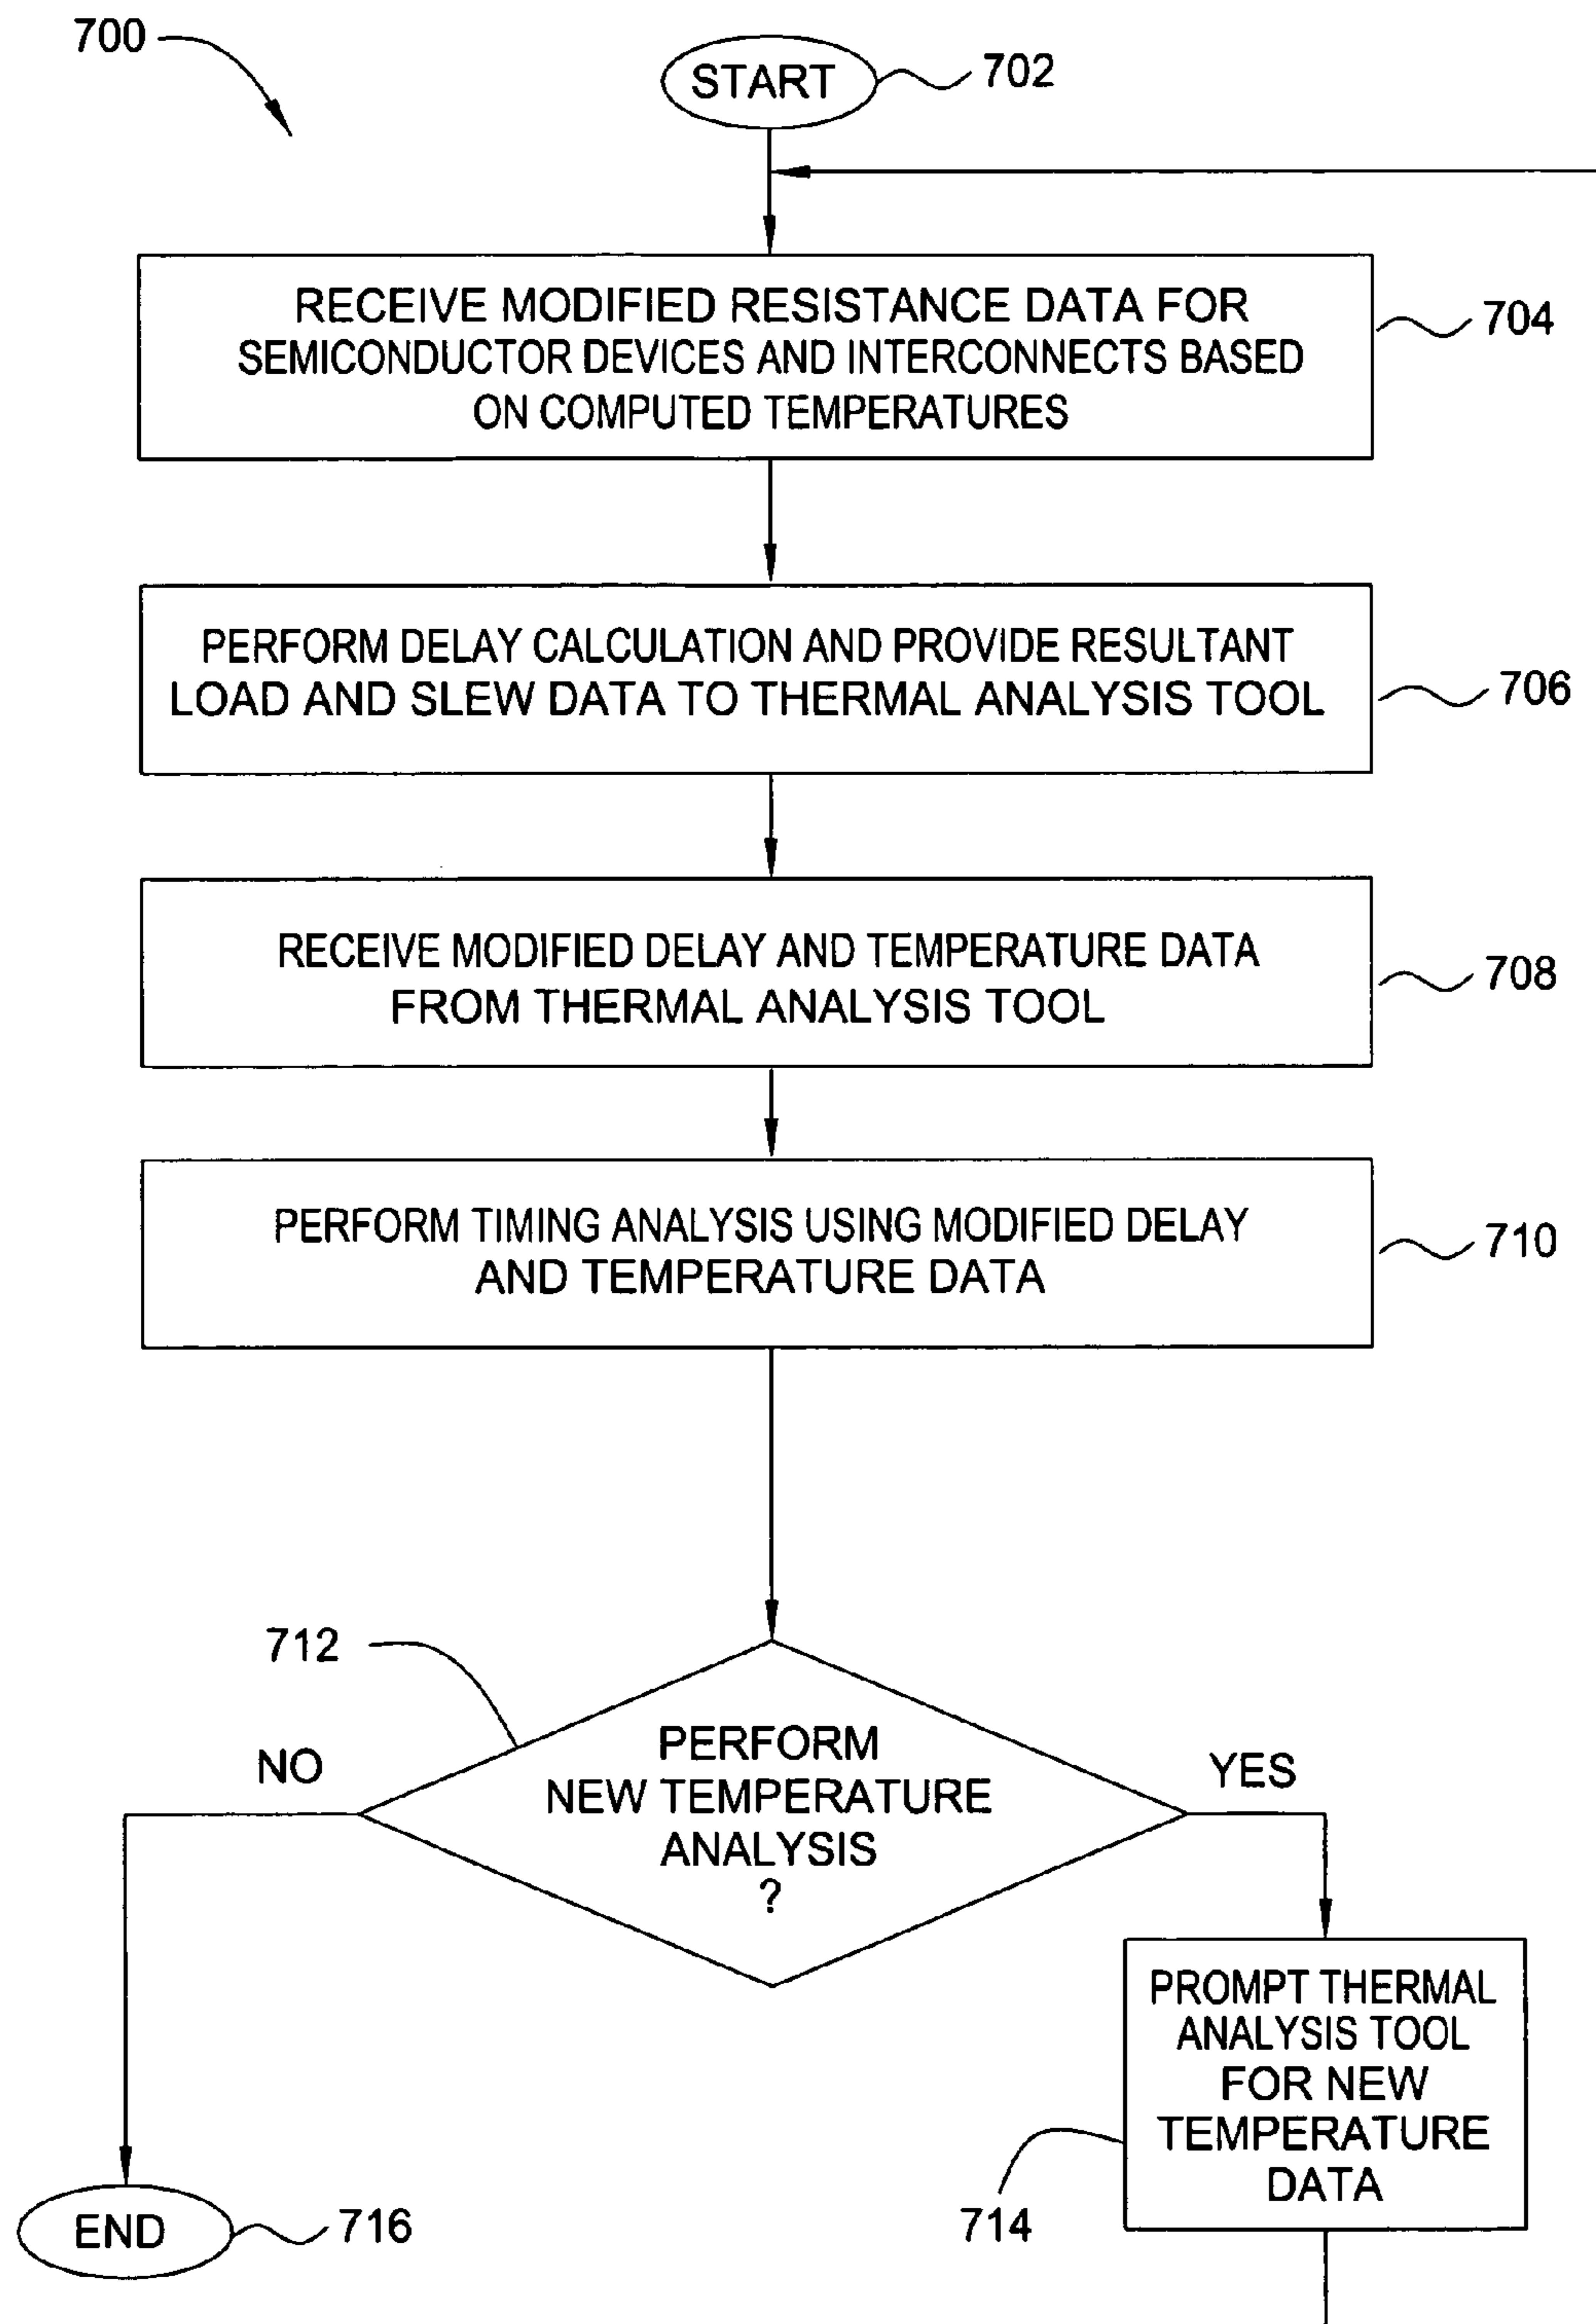 700
START
702
RECEIVE MODIFIED RESISTANCE DATA FOR
SEMICONDUCTOR DEVICES AND INTERCONNECTS BASED
ON COMPUTED TEMPERATURES
704
PERFORM DELAY CALCULATION AND PROVIDE RESULTANT
LOAD AND SLEW DATA TO THERMAL ANALYSIS TOOL
706
RECEIVE MODIFIED DELAY AND TEMPERATURE DATA
FROM THERMAL ANALYSIS TOOL
708
PERFORM TIMING ANALYSIS USING MODIFIED DELAY
AND TEMPERATURE DATA
710
712
NO
PERFORM
NEW TEMPERATURE
ANALYSIS
?
YES
PROMPT THERMAL
ANALYSIS TOOL
FOR NEW
TEMPERATURE
DATA
714
END
716